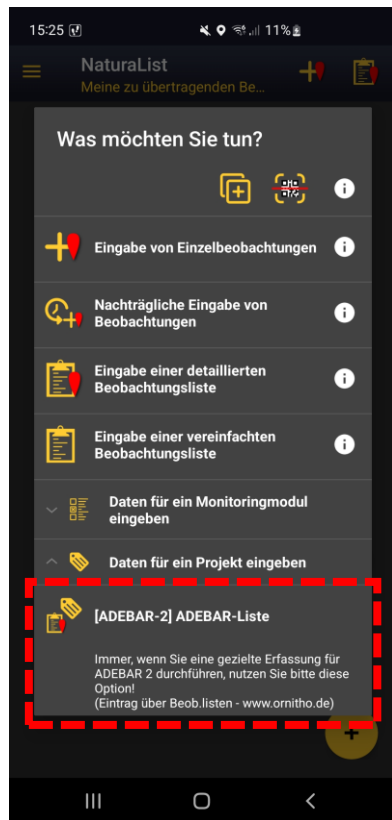 15:25 11%
NaturaList
Meine zu übertragenden Be...
Was möchten Sie tun?
Eingabe von Einzelbeobachtungen
Nachträgliche Eingabe von
Beobachtungen
Eingabe einer detaillierten
Beobachtungsliste
Eingabe einer vereinfachten
Beobachtungsliste
Daten für ein Monitoringmodul
eingeben
Daten für ein Projekt eingeben
[ADEBAR-2] ADEBAR-Liste
Immer, wenn Sie eine gezielte Erfassung für
ADEBAR 2 durchführen, nutzen Sie bitte diese
Option!
(Eintrag über Beob.listen - www.ornitho.de)